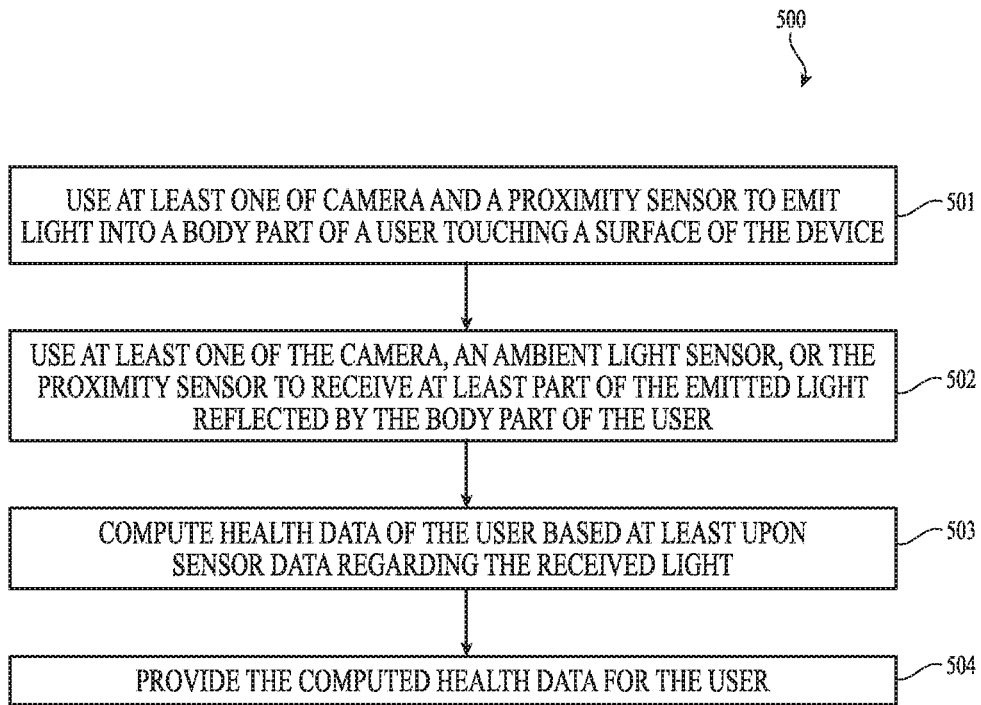 500
USE AT LEAST ONE OF CAMERA AND A PROXIMITY SENSOR TO EMIT
LIGHT INTO A BODY PART OF A USER TOUCHING A SURFACE OF THE DEVICE
501
USE AT LEAST ONE OF THE CAMERA, AN AMBIENT LIGHT SENSOR, OR THE
PROXIMITY SENSOR TO RECEIVE AT LEAST PART OF THE EMITTED LIGHT
REFLECTED BY THE BODY PART OF THE USER
502
COMPUTE HEALTH DATA OF THE USER BASED AT LEAST UPON
SENSOR DATA REGARDING THE RECEIVED LIGHT
503
PROVIDE THE COMPUTED HEALTH DATA FOR THE USER
504